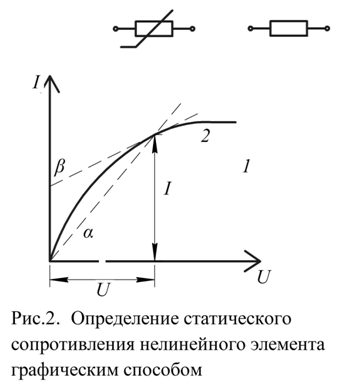 I
β
2
1
I
α
U
U
Рис.2. Определение статического
сопротивления нелинейного элемента
графическим способом